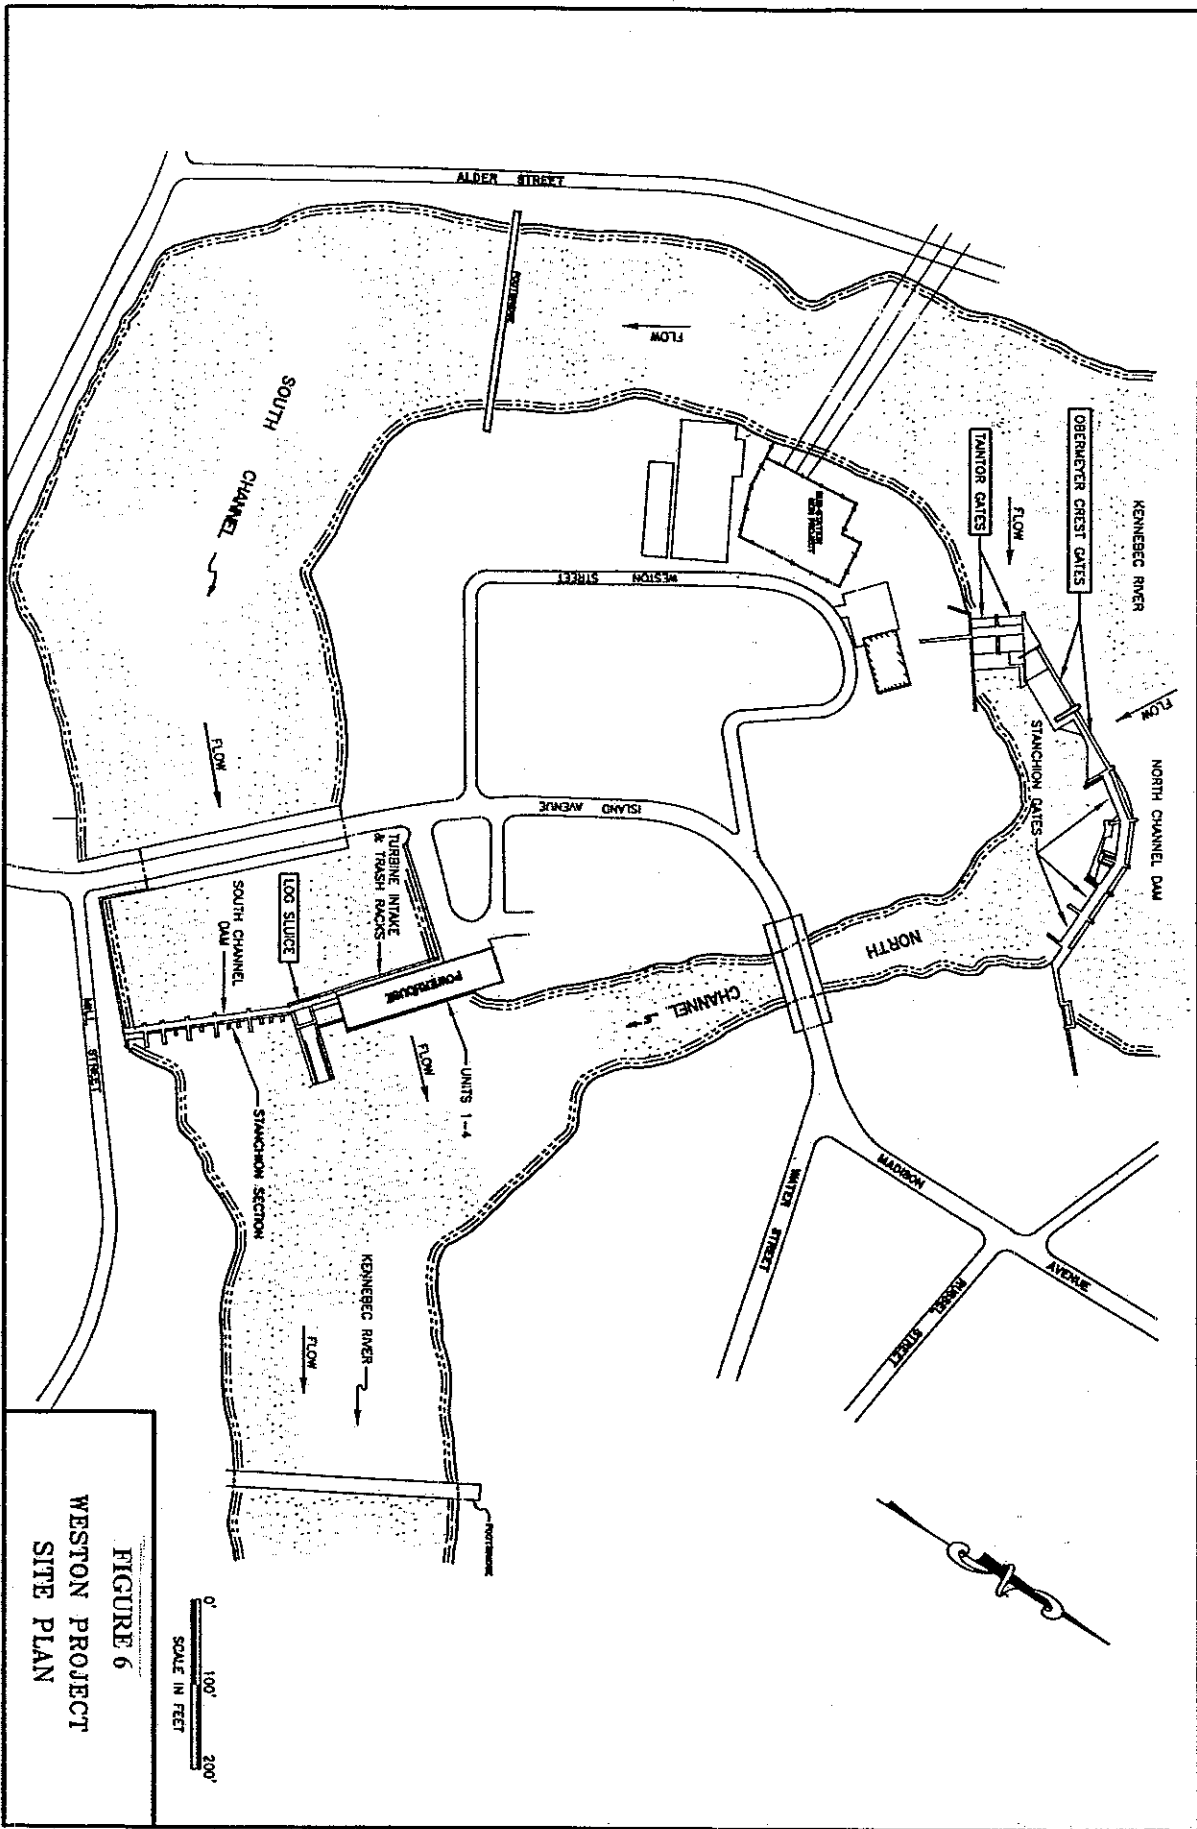 ALDER STREET
FOOTBRIDGE
FLOW
SOUTH
CHANNEL
KENNEBEC RIVER
OBERMEYER CREST GATES
TAINTOR GATES
FLOW
FLOW
NORTH CHANNEL DAM
STANCHION GATES
WESTON STREET
ISLAND AVENUE
FLOW
TURBINE INTAKE
& TRASH RACKS
LOG SLUICE
SOUTH CHANNEL
DAM
POWERHOUSE
NORTH
CHANNEL
FLOW
UNITS 1-4
STANCHION SECTION
MILL STREET
MADISON
AVENUE
WATER STREET
RUSSEL STREET
KENNEBEC RIVER
FLOW
FOOTBRIDGE
0' 100' 200'
SCALE IN FEET
FIGURE 6
WESTON PROJECT
SITE PLAN